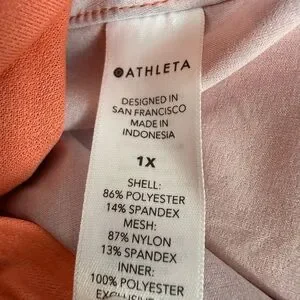 ATHLETA
DESIGNED IN
SAN FRANCISCO
MADE IN
INDONESIA
1X
SHELL:
86% POLYESTER
14% SPANDEX
MESH:
87% NYLON
13% SPANDEX
INNER:
100% POLYESTER